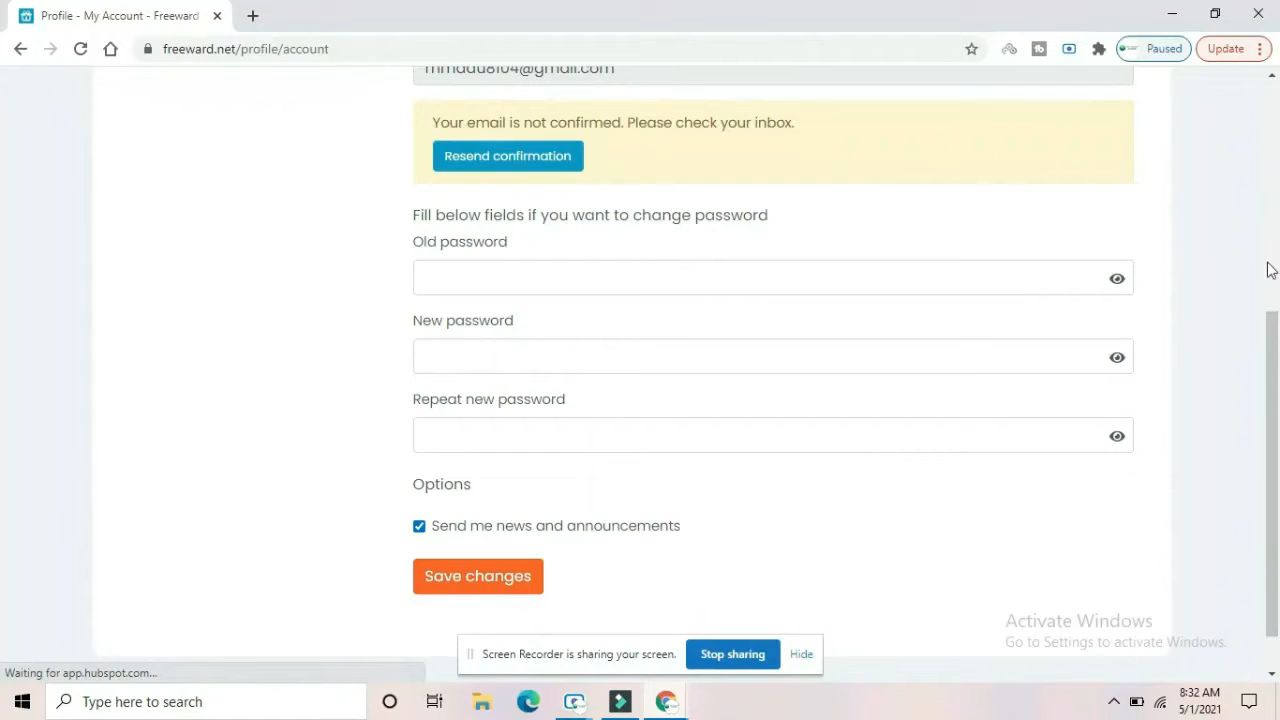 Profile - My Account - Freeward
freeward.net/profile/account
Paused
Update
Your email is not confirmed. Please check your inbox.
Resend confirmation
Fill below fields if you want to change password
Old password
New password
Repeat new password
Options
Send me news and announcements
Save changes
Activate Windows
Go to Settings to activate Windows.
Screen Recorder is sharing your screen.
Stop sharing
Hide
Waiting for app.hubspot.com...
Type here to search
8:32 AM
5/1/2021